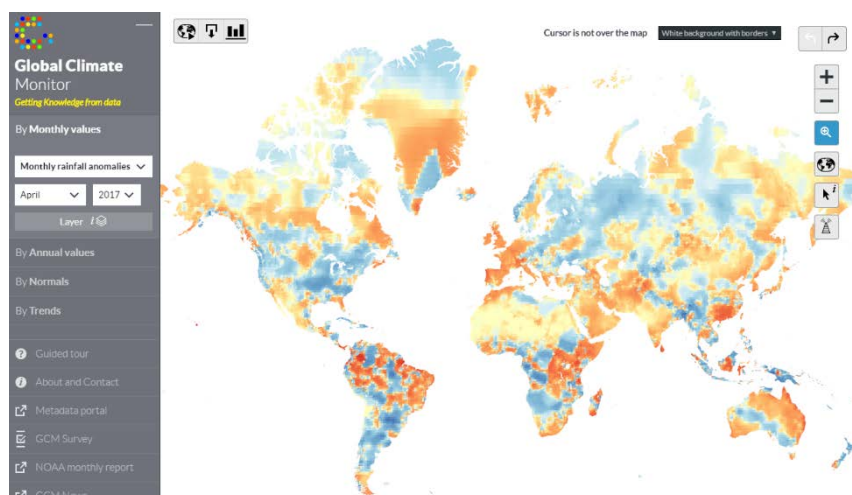 Global Climate
Monitor
Getting Knowledge from data
By Monthly values
Monthly rainfall anomalies
April
2017
Layer
By Annual values
By Normals
By Trends
Guided tour
About and Contact
Metadata portal
GCM Survey
NOAA monthly report
GCM News
Cursor is not over the map
White background with borders